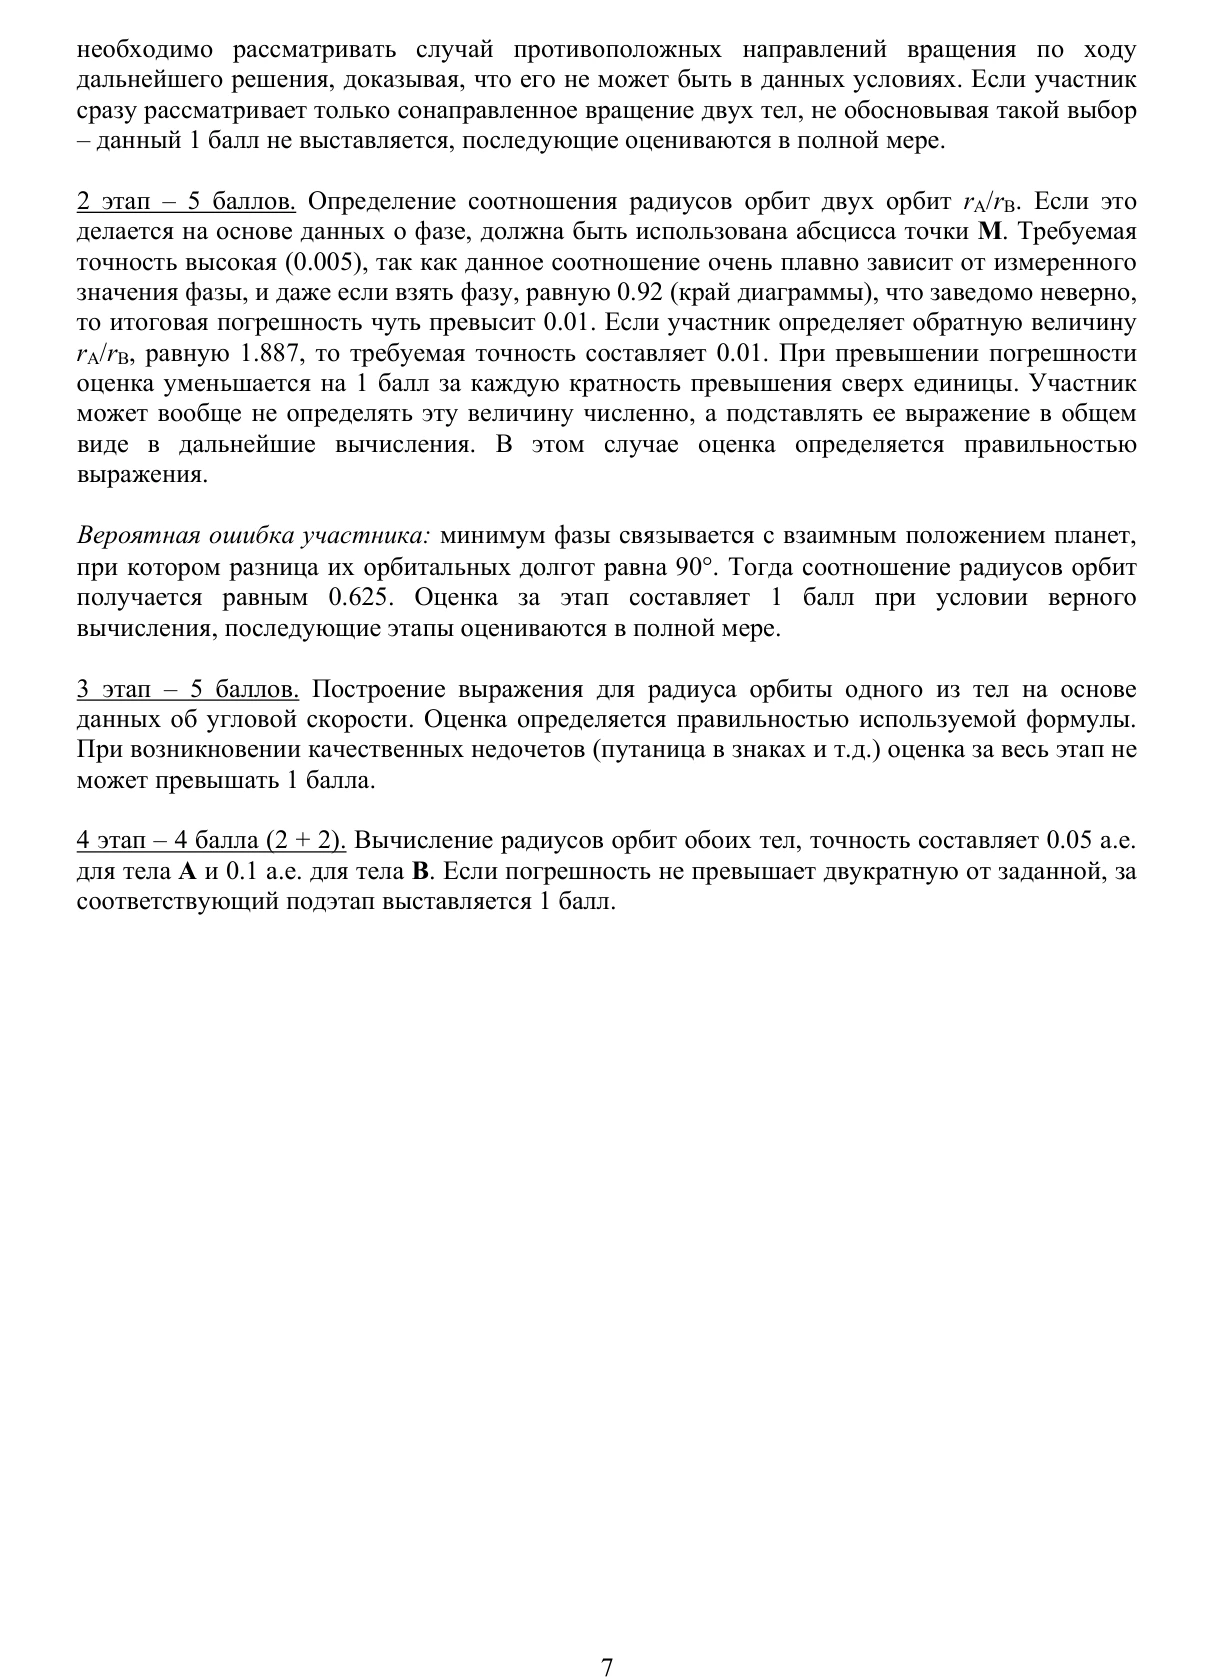 необходимо рассматривать случай противоположных направлений вращения по ходу
дальнейшего решения, доказывая, что его не может быть в данных условиях. Если участник
сразу рассматривает только сонаправленное вращение двух тел, не обосновывая такой выбор
– данный 1 балл не выставляется, последующие оцениваются в полной мере.
2 этап – 5 баллов. Определение соотношения радиусов орбит двух орбит rA/rB. Если это
делается на основе данных о фазе, должна быть использована абсцисса точки M. Требуемая
точность высокая (0.005), так как данное соотношение очень плавно зависит от измеренного
значения фазы, и даже если взять фазу, равную 0.92 (край диаграммы), что заведомо неверно,
то итоговая погрешность чуть превысит 0.01. Если участник определяет обратную величину
rA/rB, равную 1.887, то требуемая точность составляет 0.01. При превышении погрешности
оценка уменьшается на 1 балл за каждую кратность превышения сверх единицы. Участник
может вообще не определять эту величину численно, а подставлять ее выражение в общем
виде в дальнейшие вычисления. В этом случае оценка определяется правильностью
выражения.
Вероятная ошибка участника: минимум фазы связывается с взаимным положением планет,
при котором разница их орбитальных долгот равна 90°. Тогда соотношение радиусов орбит
получается равным 0.625. Оценка за этап составляет 1 балл при условии верного
вычисления, последующие этапы оцениваются в полной мере.
3 этап – 5 баллов. Построение выражения для радиуса орбиты одного из тел на основе
данных об угловой скорости. Оценка определяется правильностью используемой формулы.
При возникновении качественных недочетов (путаница в знаках и т.д.) оценка за весь этап не
может превышать 1 балла.
4 этап – 4 балла (2 + 2). Вычисление радиусов орбит обоих тел, точность составляет 0.05 а.е.
для тела A и 0.1 а.е. для тела B. Если погрешность не превышает двукратную от заданной, за
соответствующий подэтап выставляется 1 балл.
7